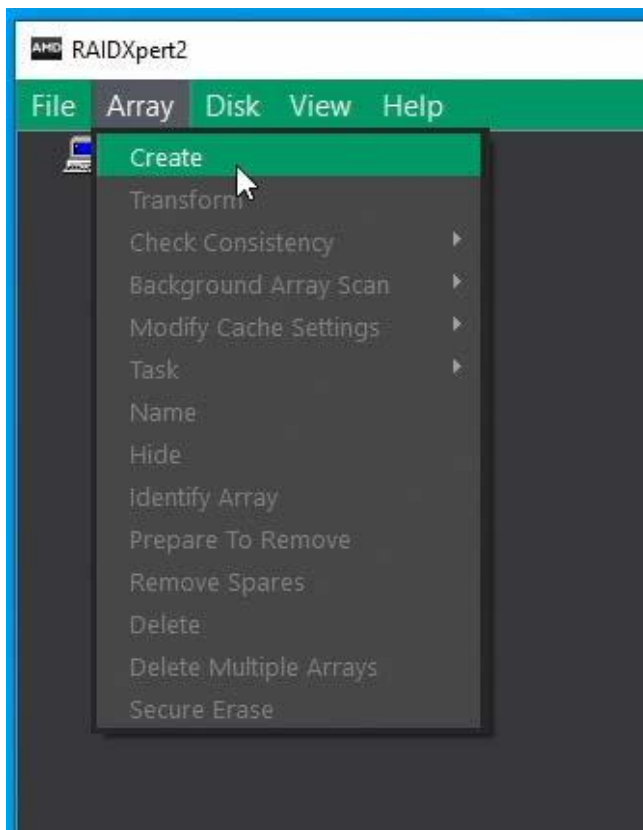 AMD RAIDXpert2
File Array Disk View Help
Create
Transform
Check Consistency
Background Array Scan
Modify Cache Settings
Task
Name
Hide
Identify Array
Prepare To Remove
Remove Spares
Delete
Delete Multiple Arrays
Secure Erase